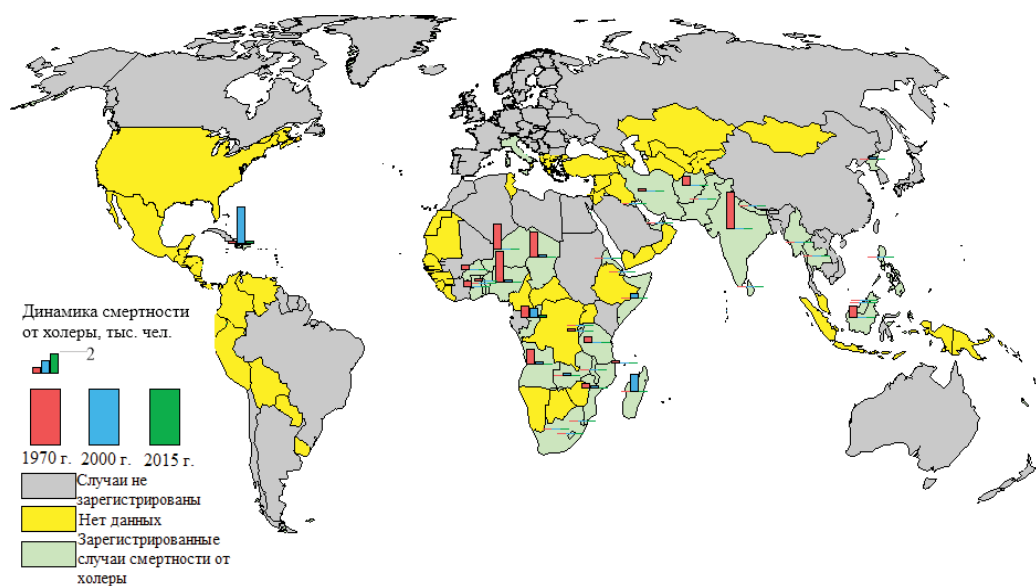 Динамика смертности
от холеры, тыс. чел.
2
1970 г. 2000 г. 2015 г.
Случаи не
зарегистрированы
Нет данных
Зарегистрированные
случаи смертности от
холеры